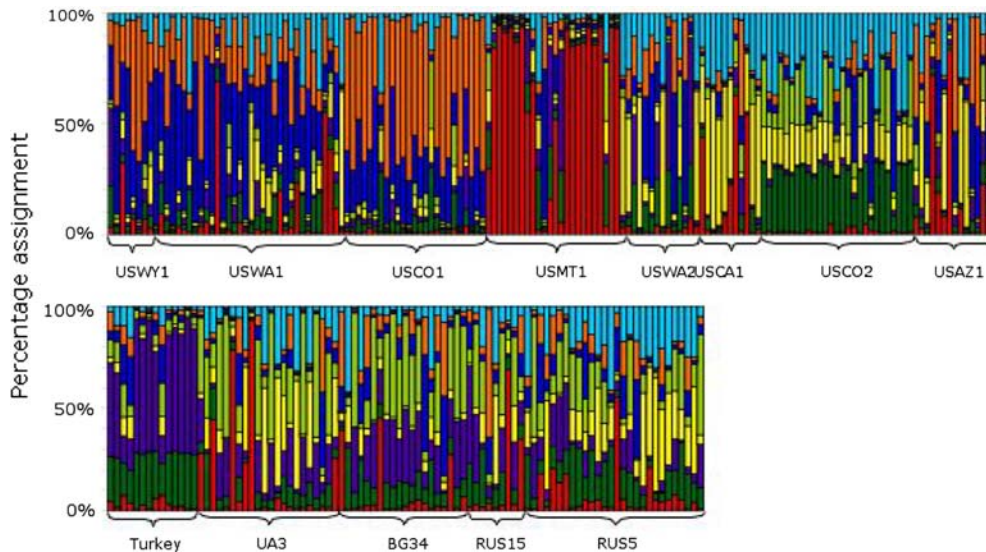 Percentage assignment
100%
50%
0%
USWY1 USWA1 USCO1 USMT1 USWA2 USCA1 USCO2 USAZ1
100%
50%
0%
Turkey UA3 BG34 RUS15 RUS5